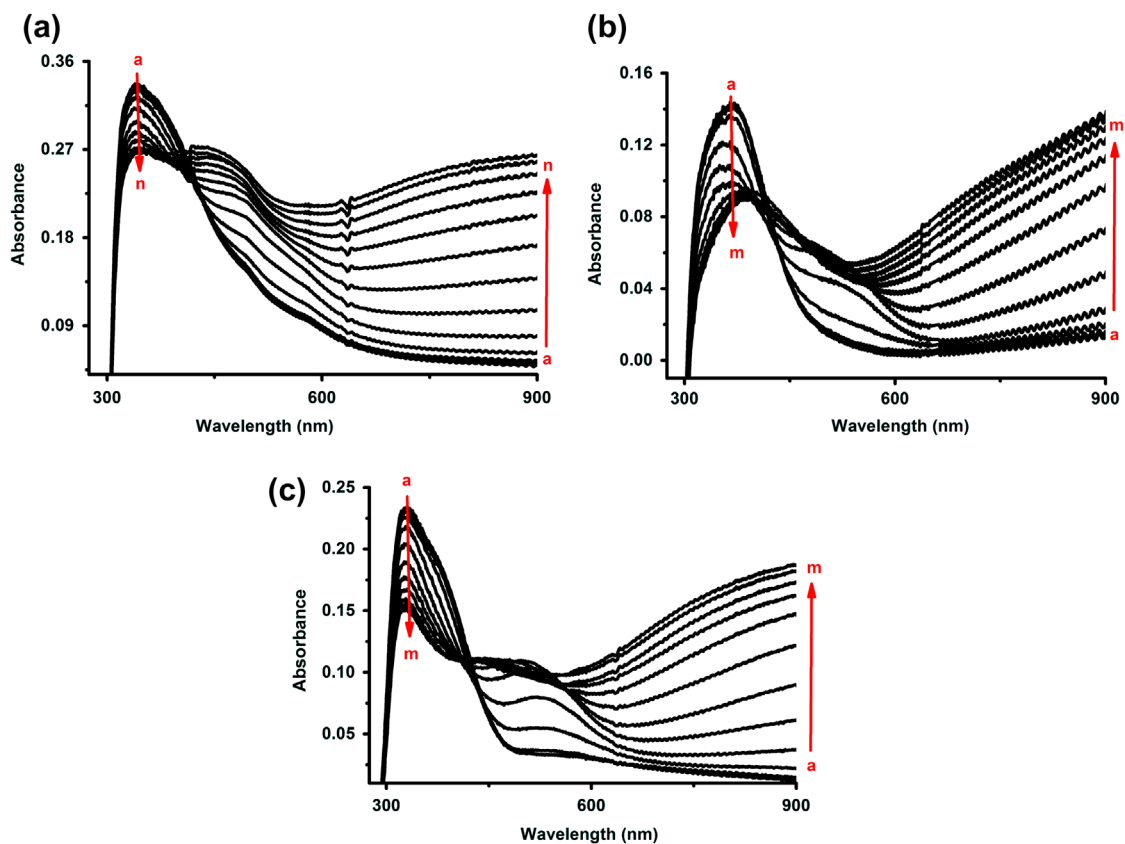 (a)
a
n
n
a
0.36
0.27
0.18
0.09
300
600
900
Absorbance
Wavelength (nm)
(b)
a
m
m
a
0.16
0.12
0.08
0.04
0.00
300
600
900
Absorbance
Wavelength (nm)
(c)
a
m
m
a
0.25
0.20
0.15
0.10
0.05
300
600
900
Absorbance
Wavelength (nm)